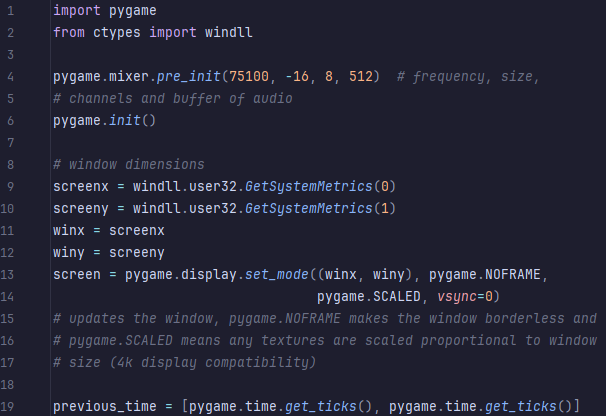 1 import pygame
2 from ctypes import windll
3
4 pygame.mixer.pre_init(75100, -16, 8, 512)  # frequency, size,
5 # channels and buffer of audio
6 pygame.init()
7
8 # window dimensions
9 screenx = windll.user32.GetSystemMetrics(0)
10 screeny = windll.user32.GetSystemMetrics(1)
11 winx = screenx
12 winy = screeny
13 screen = pygame.display.set_mode((winx, winy), pygame.NOFRAME,
14                                  pygame.SCALED, vsync=0)
15 # updates the window, pygame.NOFRAME makes the window borderless and
16 # pygame.SCALED means any textures are scaled proportional to window
17 # size (4k display compatibility)
18
19 previous_time = [pygame.time.get_ticks(), pygame.time.get_ticks()]